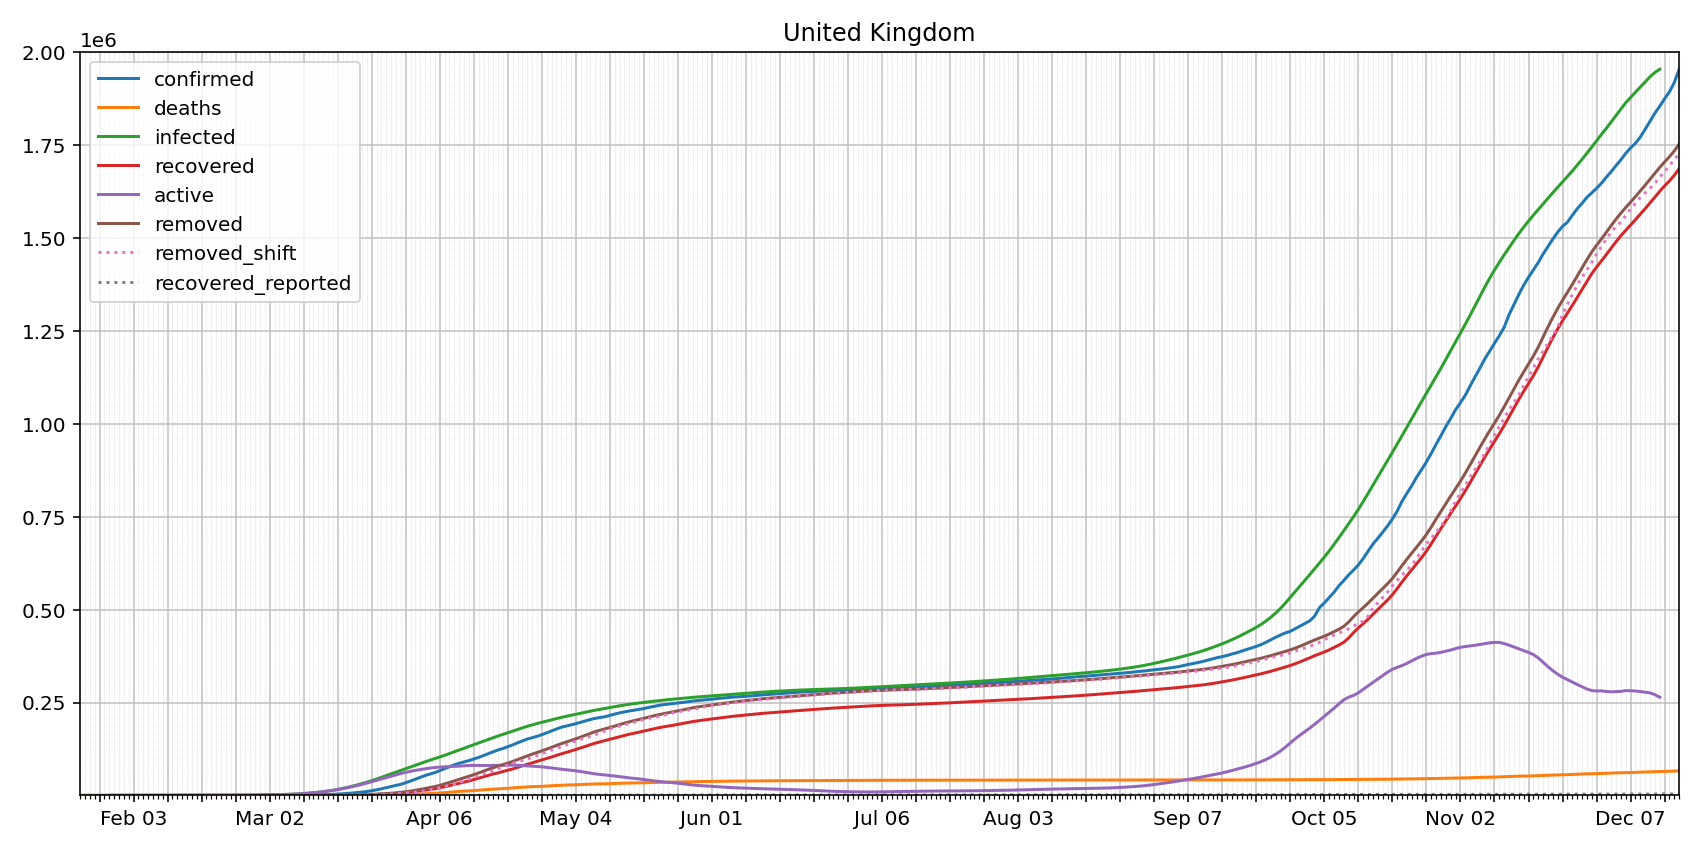 United Kingdom
1e6
2.00
1.75
1.50
1.25
1.00
0.75
0.50
0.25
confirmed
deaths
infected
recovered
active
removed
removed_shift
recovered_reported
Feb 03 Mar 02 Apr 06 May 04 Jun 01 Jul 06 Aug 03 Sep 07 Oct 05 Nov 02 Dec 07